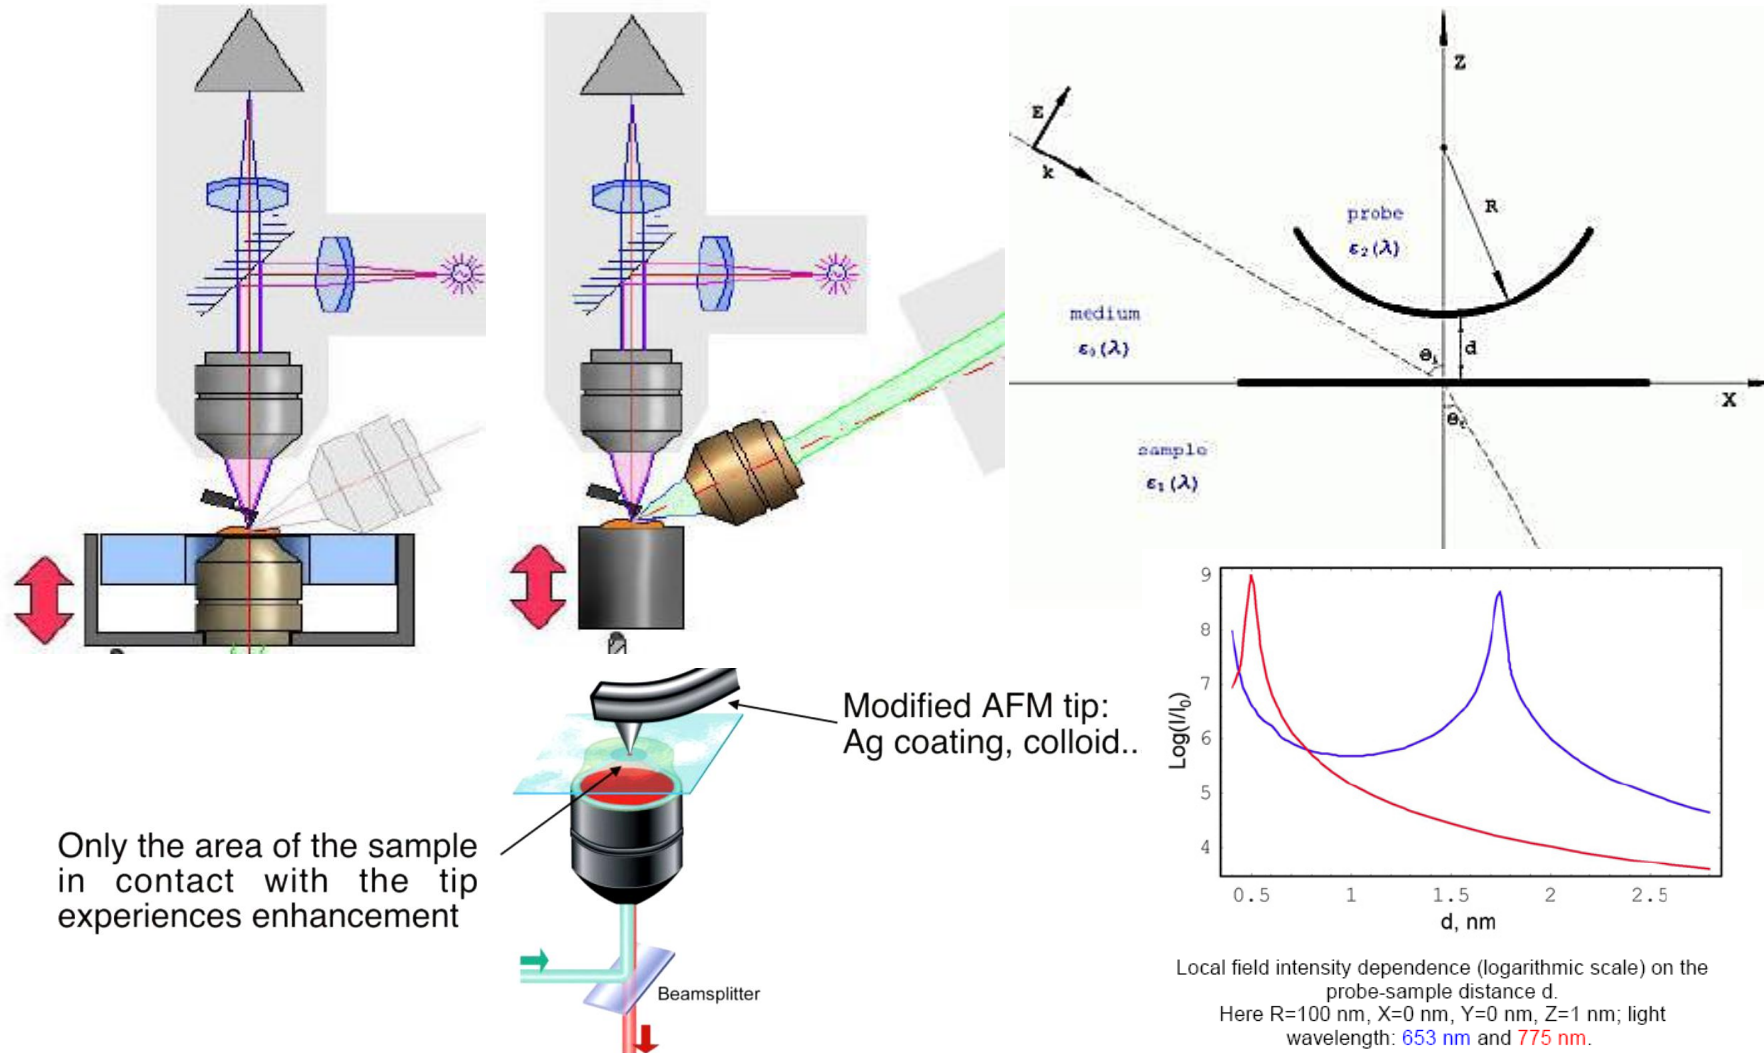 Z
E
k
R
probe
ε₂(λ)
medium
ε₀(λ)
d
X
sample
ε₁(λ)
Modified AFM tip:
Ag coating, colloid..
Only the area of the sample
in contact with the tip
experiences enhancement
Beamsplitter
9
8
7
6
5
4
Log(I/I₀)
0.5 1 1.5 2 2.5
d, nm
Local field intensity dependence (logarithmic scale) on the
probe-sample distance d.
Here R=100 nm, X=0 nm, Y=0 nm, Z=1 nm; light
wavelength: 653 nm and 775 nm.